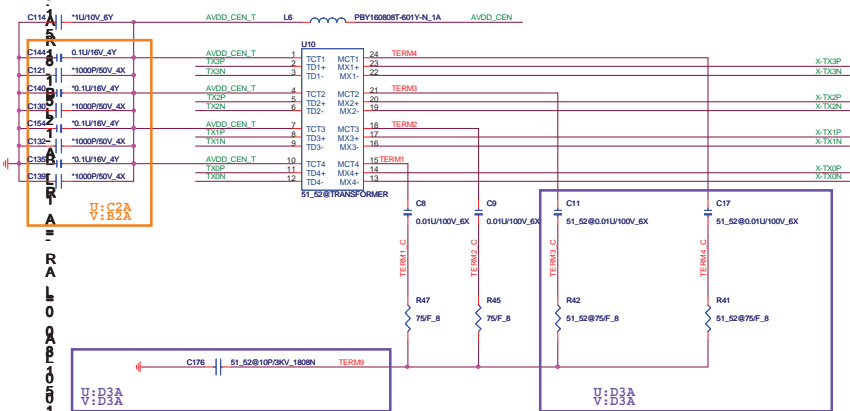 C114 *1U/10V_6Y AVDD_CEN_T L6 PBY160808T-601Y-N_1A AVDD_CEN
U10
C144 0.1U/16V_4Y AVDD_CEN_T 1 TCT1 MCT1 24 TERM4
TX3P 2 TD1+ MX1+ 23 X-TX3P
C121 *1000P/50V_4X TX3N 3 TD1- MX1- 22 X-TX3N
C140 *0.1U/16V_4Y AVDD_CEN_T 4 TCT2 MCT2 21 TERM3
TX2P 5 TD2+ MX2+ 20 X-TX2P
C130 *1000P/50V_4X TX2N 6 TD2- MX2- 19 X-TX2N
C154 *0.1U/16V_4Y AVDD_CEN_T 7 TCT3 MCT3 18 TERM2
TX1P 8 TD3+ MX3+ 17 X-TX1P
C132 *1000P/50V_4X TX1N 9 TD3- MX3- 16 X-TX1N
C135 *0.1U/16V_4Y AVDD_CEN_T 10 TCT4 MCT4 15 TERM1
TX0P 11 TD4+ MX4+ 14 X-TX0P
C139 *1000P/50V_4X TX0N 12 TD4- MX4- 13 X-TX0N
51_52@TRANSFORMER
U:C2A
V:B2A
C8 C9 C11 C17
0.01U/100V_6X 0.01U/100V_6X 51_52@0.01U/100V_6X 51_52@0.01U/100V_6X
TERM1_C TERM2_C TERM3_C TERM4_C
R47 R45 R42 R41
75/F_8 75/F_8 51_52@75/F_8 51_52@75/F_8
C176 51_52@10P/3KV_1808N TERM9
U:D3A U:D3A
V:D3A V:D3A